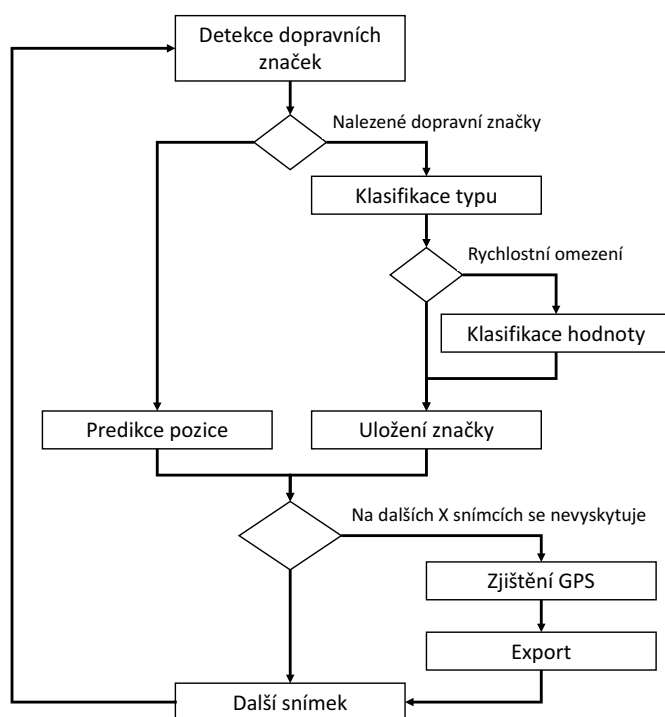 Detekce dopravních
značek
Nalezené dopravní značky
Klasifikace typu
Rychlostní omezení
Klasifikace hodnoty
Predikce pozice
Uložení značky
Na dalších X snímcích se nevyskytuje
Zjištění GPS
Export
Další snímek